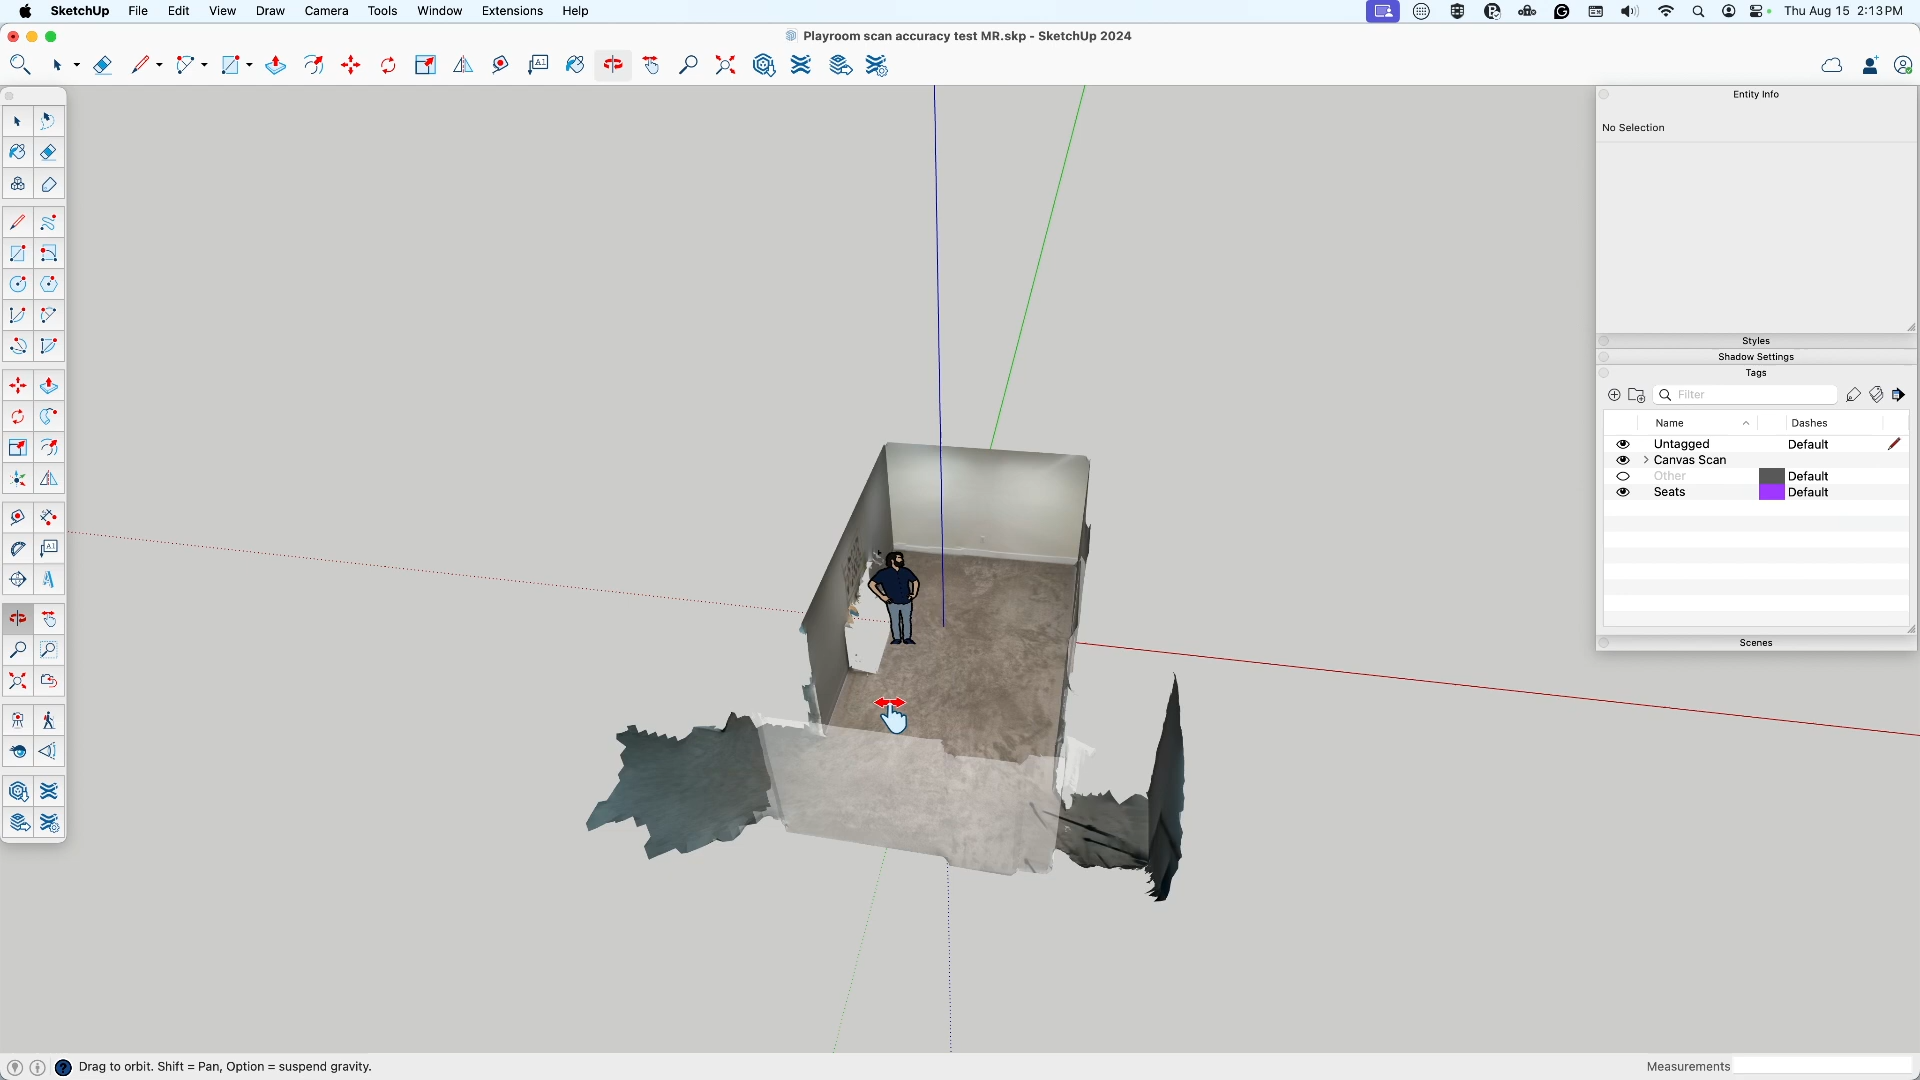 SketchUp File Edit View Draw Camera Tools Window Extensions Help
Thu Aug 15 2:13 PM
Playroom scan accuracy test MR.skp - SketchUp 2024
Entity Info
No Selection
Styles
Shadow Settings
Tags
Filter
Name Dashes
Untagged Default
Canvas Scan
Other Default
Seats Default
Scenes
Drag to orbit. Shift = Pan, Option = suspend gravity.
Measurements